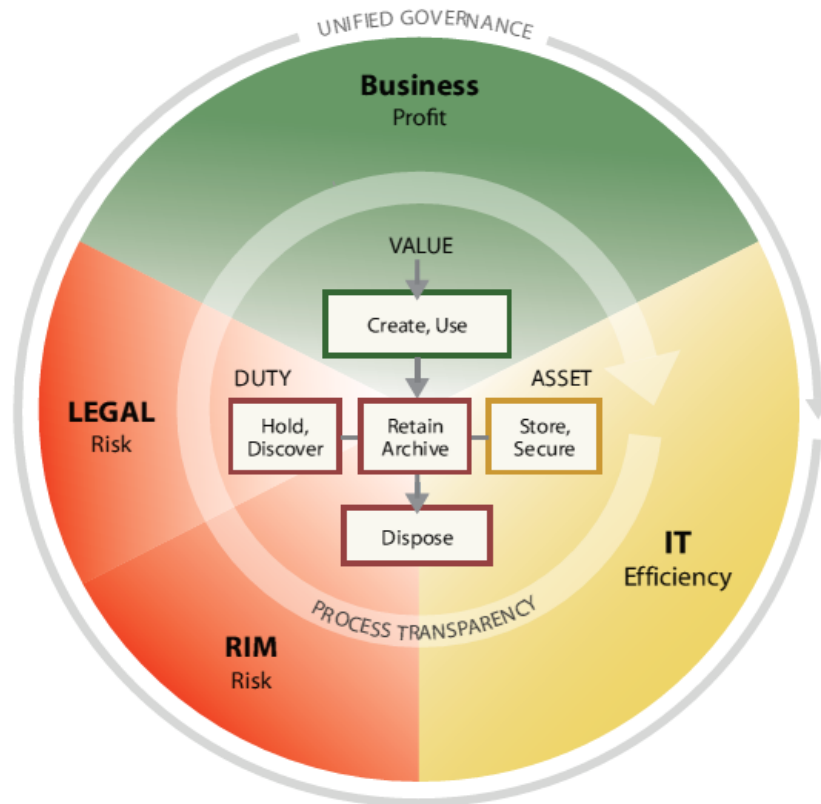 UNIFIED GOVERNANCE
Business
Profit
VALUE
Create, Use
DUTY
ASSET
LEGAL
Risk
Hold,
Discover
Retain
Archive
Store,
Secure
Dispose
IT
Efficiency
PROCESS TRANSPARENCY
RIM
Risk